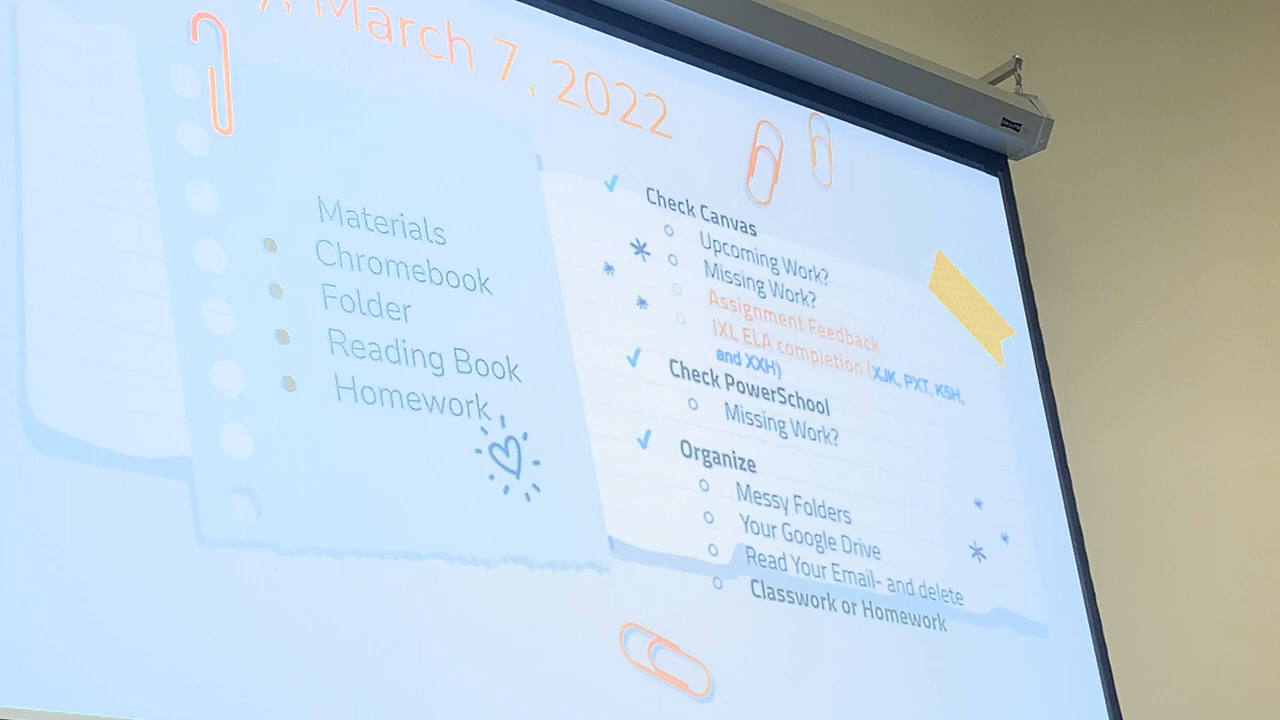 March 7, 2022
Materials
Chromebook
Folder
Reading Book
Homework
Check Canvas
Upcoming Work?
Missing Work?
Assignment Feedback
IXL ELA completion (XJK, PXT, K5H,
and XXH)
Check PowerSchool
Missing Work?
Organize
Messy Folders
Your Google Drive
Read Your Email- and delete
Classwork or Homework